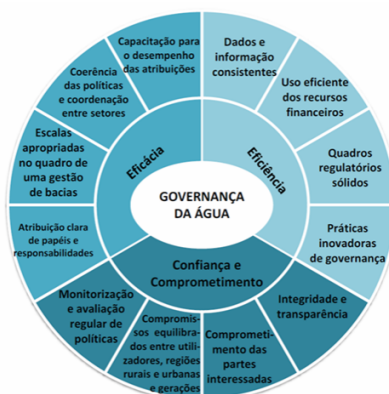 Capacitação para
o desempenho
das atribuições
Dados e
informação
consistentes
Coerência
das políticas
e coordenação
entre setores
Uso eficiente
dos recursos
financeiros
Escalas
apropriadas
no quadro de
uma gestão
de bacias
Quadros
regulatórios
sólidos
Eficácia
Eficiência
GOVERNANÇA
DA ÁGUA
Atribuição clara
de papéis e
responsabilidades
Práticas
inovadoras
de governança
Confiança e
Comprometimento
Monitorização
e avaliação
regular de
políticas
Integridade e
transparência
Compromis-
sos equilibra-
dos entre utili-
zadores, regiões
rurais e urbanas
e gerações
Comprometi-
mento das
partes
interessadas